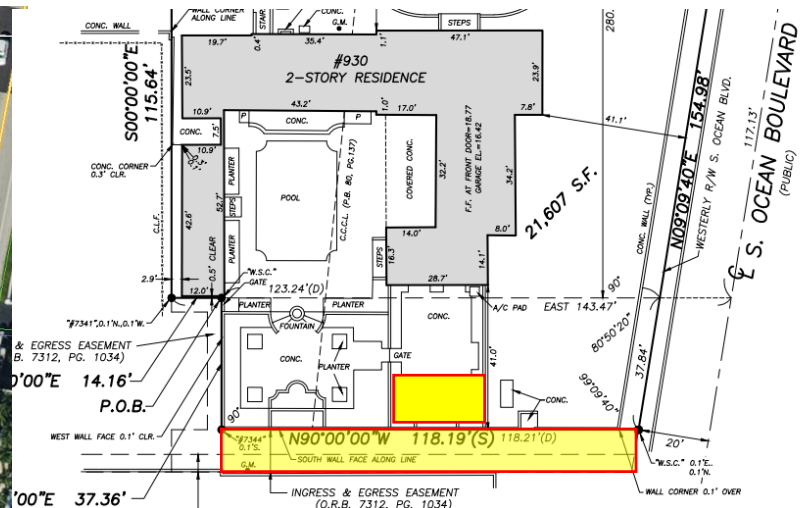 WALL CORNER
ALONG LINE
CONC. WALL
STAIR
CONC.
G.M.
STEPS
280.
19.7'
0.4'
35.4'
1.1'
47.1'
#930
2-STORY RESIDENCE
S00°00'00"E
115.64'
23.5'
23.9'
117.13'
10.9'
43.2'
1.0'
17.0'
7.8'
41.1'
P
CONC.
P
CONC.
7.5'
10.9'
0.3'
0.1'
CONC. CORNER
0.3' CLR.
PLANTER
STEPS
PLANTER
52.7'
42.6'
POOL
C.C.C.L. (P.B. 80, PG.137)
COVERED CONC.
32.2'
F.F. AT FRONT DOOR=18.77
GARAGE EL.=16.42
34.2'
21,607 S.F.
CONC. WALL (TYP.)
N09°09'40"E 154.98'
WESTERLY R/W S. OCEAN BLVD.
℄ S. OCEAN BOULEVARD
(PUBLIC)
C.L.F.
0.5' CLEAR
14.0'
8.0'
STEPS
16.3'
14.1'
28.7'
2.9'
12.0'
"W.S.C."
GATE
123.24'(D)
90°
PLANTER
PLANTER
A/C PAD
EAST 143.47'
"#7341",0.1'N.,0.1'W.
FOUNTAIN
CONC.
& EGRESS EASEMENT
B. 7312, PG. 1034)
CONC.
PLANTER
GATE
41.0'
80°50'20"
37.84'
0'00"E 14.16'
P.O.B.
CONC.
99°09'40"
WEST WALL FACE 0.1' CLR.
90°
"#7344"
0.1'S.
N90°00'00"W 118.19'(S) 118.21'(D)
20'
G.M.
SOUTH WALL FACE ALONG LINE
"W.S.C." 0.1'E.
0.1'N.
'00"E 37.36'
INGRESS & EGRESS EASEMENT
(O.R.B. 7312, PG. 1034)
WALL CORNER 0.1' OVER